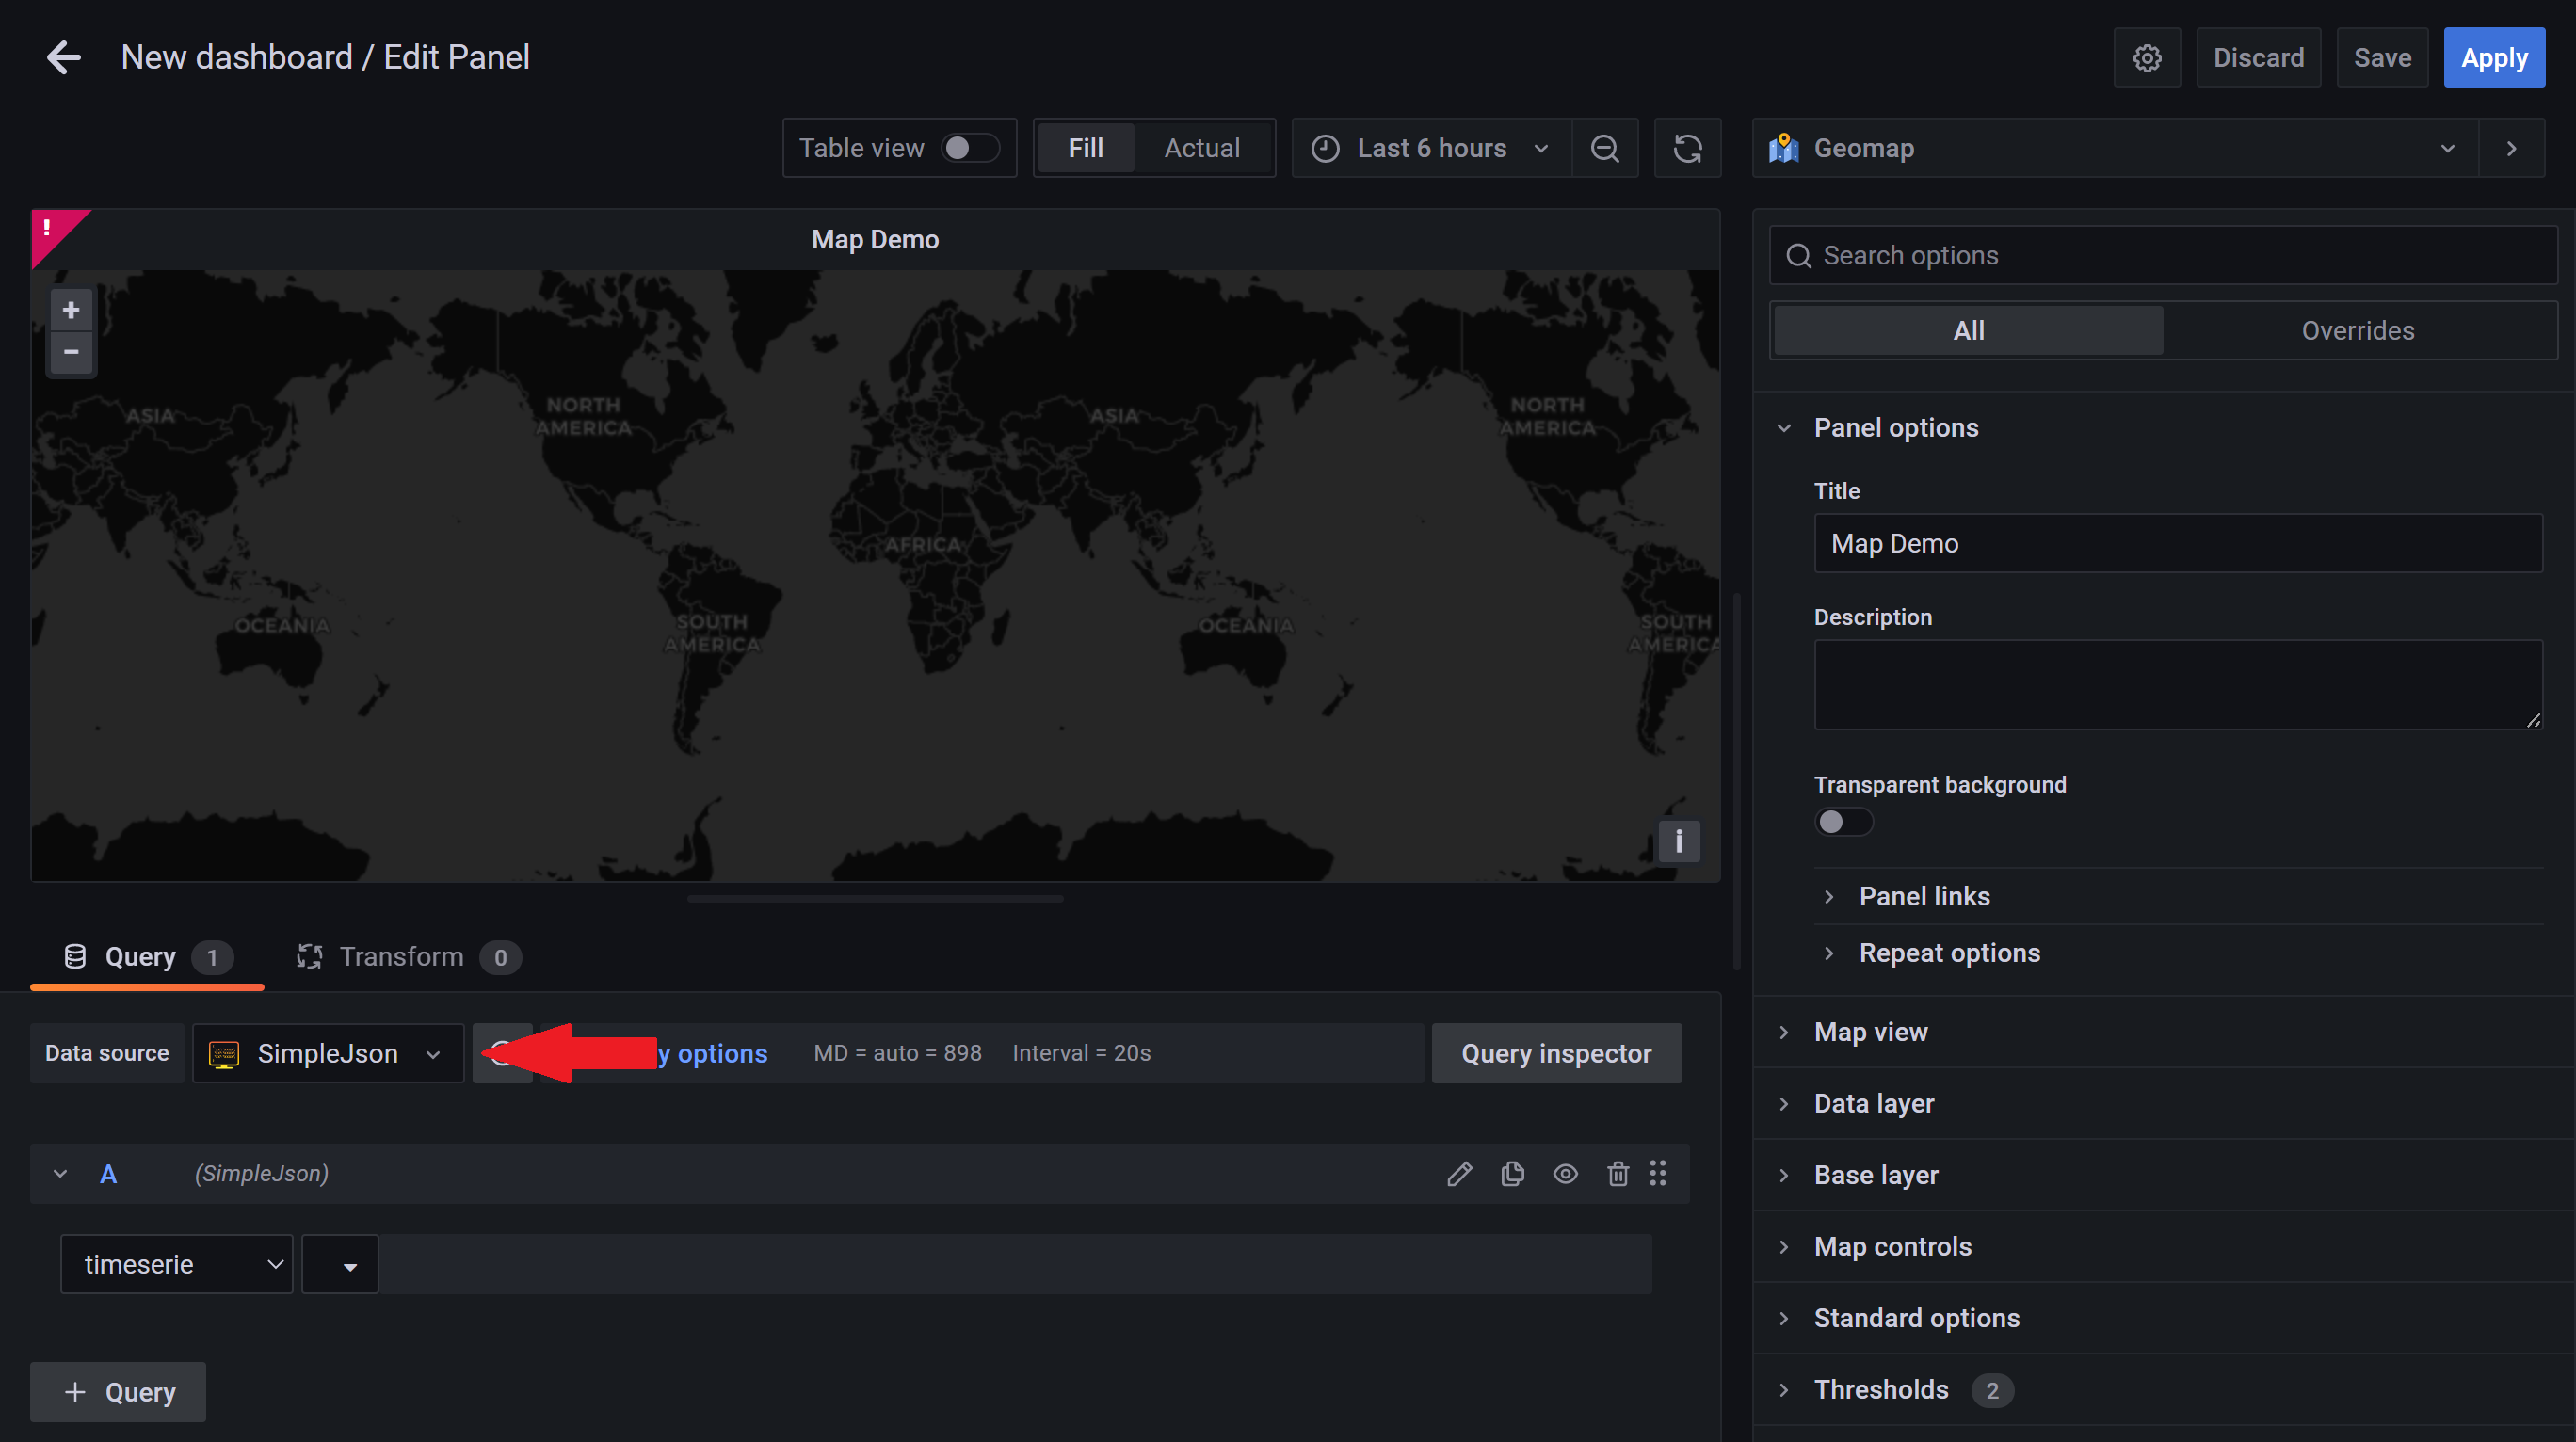 New dashboard / Edit Panel
Discard
Save
Apply
Table view
Fill
Actual
Last 6 hours
Geomap
!
Map Demo
Search options
All
Overrides
+
−
ASIA
NORTH
AMERICA
ASIA
NORTH
AMERICA
AFRICA
OCEANIA
SOUTH
AMERICA
OCEANIA
SOUTH
AMERICA
i
Panel options
Title
Map Demo
Description
Transparent background
Panel links
Repeat options
Query 1
Transform 0
Data source
SimpleJson
y options
MD = auto = 898
Interval = 20s
Query inspector
A
(SimpleJson)
timeserie
+ Query
Map view
Data layer
Base layer
Map controls
Standard options
Thresholds 2